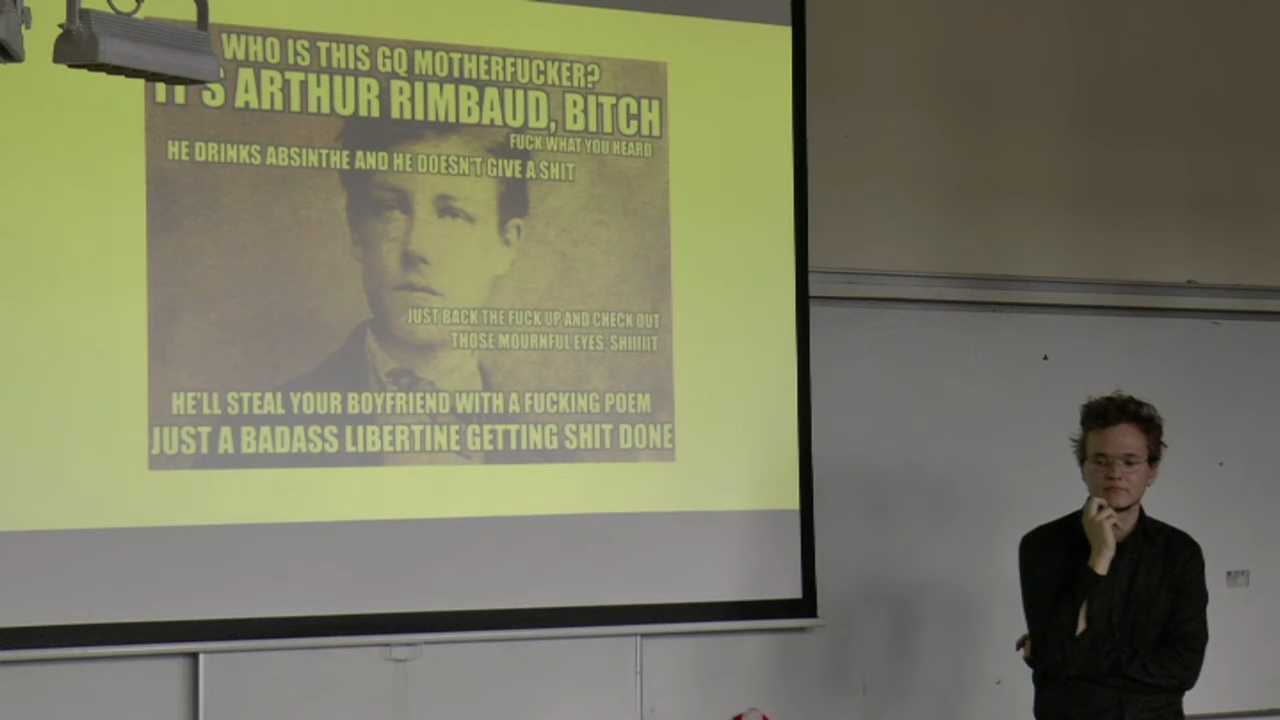 WHO IS THIS GQ MOTHERFUCKER?
IT'S ARTHUR RIMBAUD, BITCH
FUCK WHAT YOU HEARD
HE DRINKS ABSINTHE AND HE DOESN'T GIVE A SHIT
JUST BACK THE FUCK UP AND CHECK OUT
THOSE MOURNFUL EYES, SHIIIIIT
HE'LL STEAL YOUR BOYFRIEND WITH A FUCKING POEM
JUST A BADASS LIBERTINE GETTING SHIT DONE